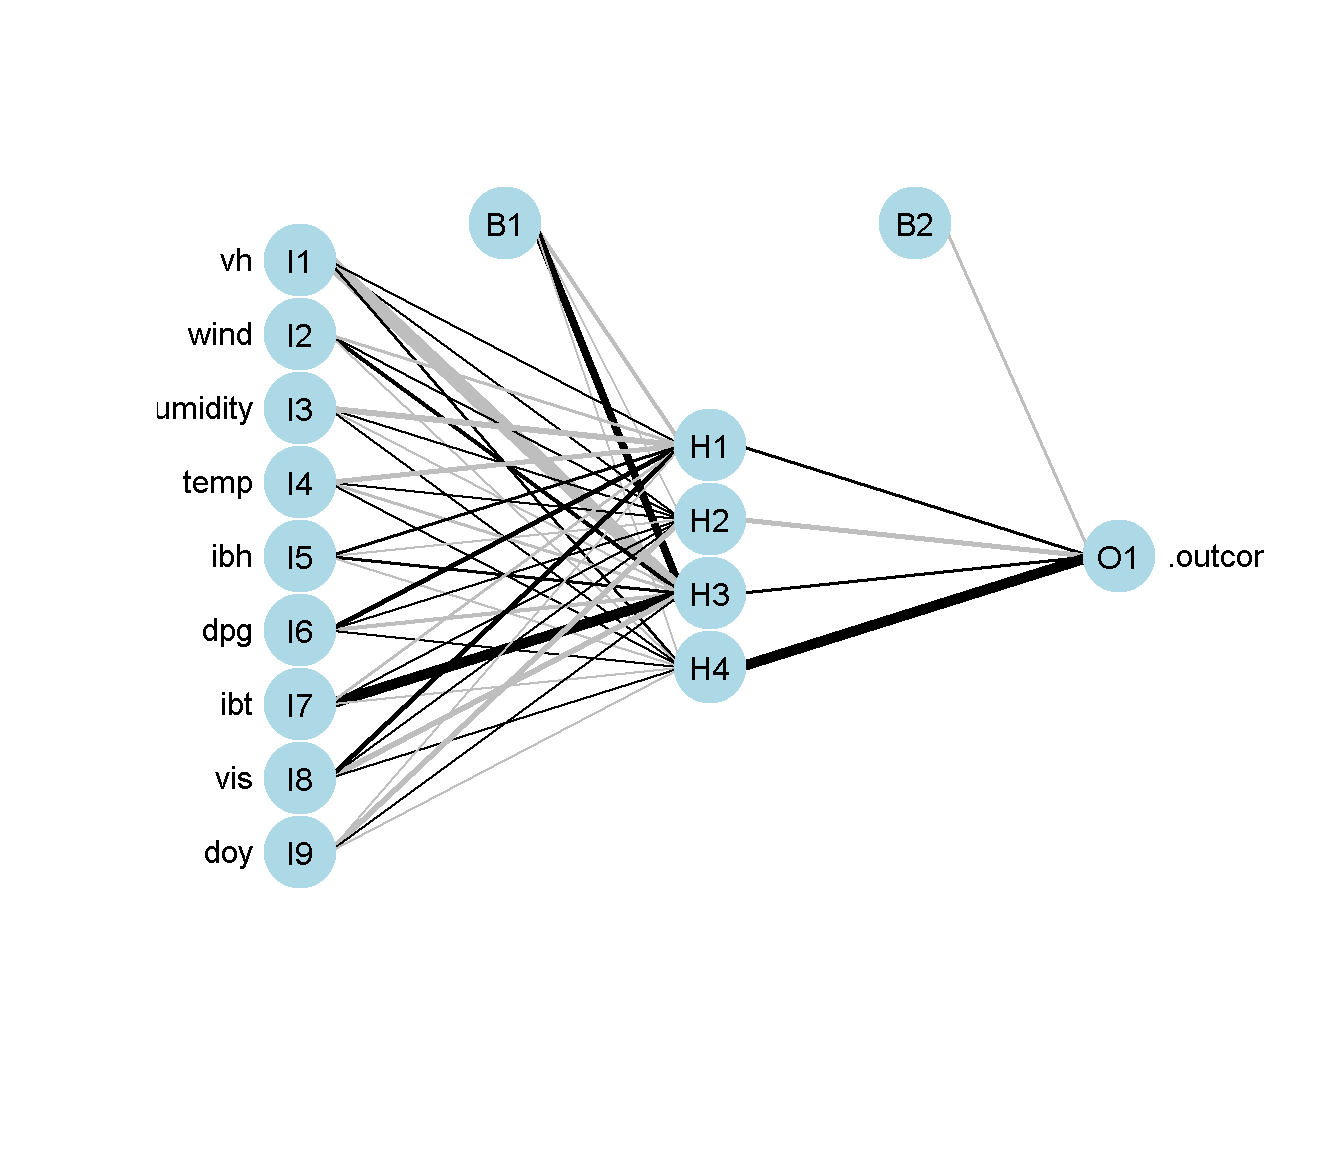 B1
B2
vh I1
wind I2
umidity I3
temp I4
ibh I5
dpg I6
ibt I7
vis I8
doy I9
H1
H2
H3
H4
O1 .outcor